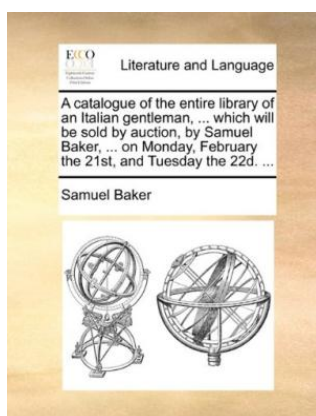 ECCO
Literature and Language
A catalogue of the entire library of
an Italian gentleman, ... which will
be sold by auction, by Samuel
Baker, ... on Monday, February
the 21st, and Tuesday the 22d. ...
Samuel Baker